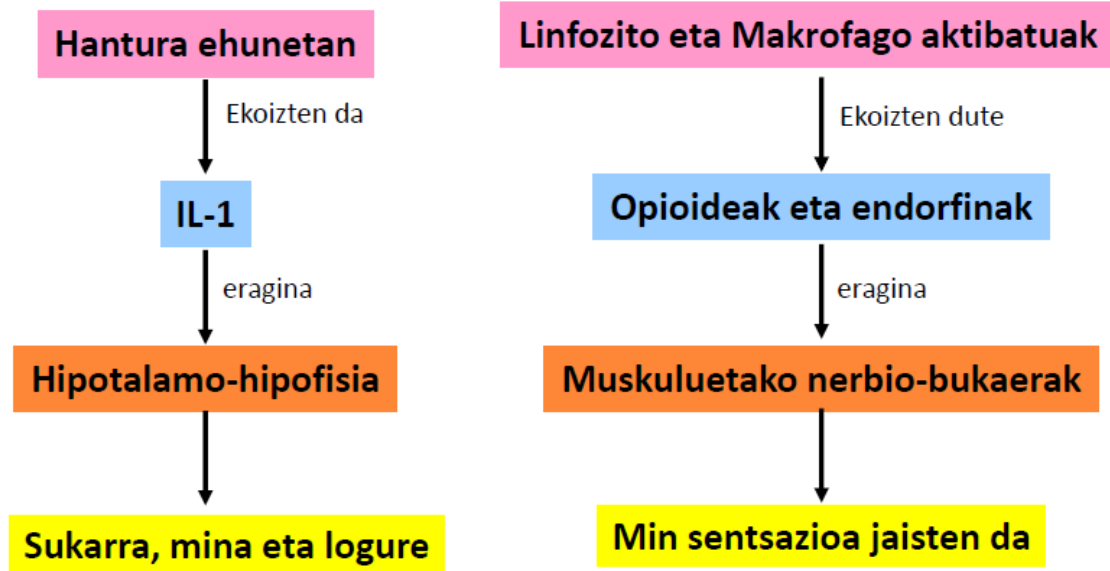 Hantura ehunetan
Ekoizten da
IL-1
eragina
Hipotalamo-hipofisia
Sukarra, mina eta logure
Linfozito eta Makrofago aktibatuak
Ekoizten dute
Opioideak eta endorfinak
eragina
Muskuluetako nerbio-bukaerak
Min sentsazioa jaisten da